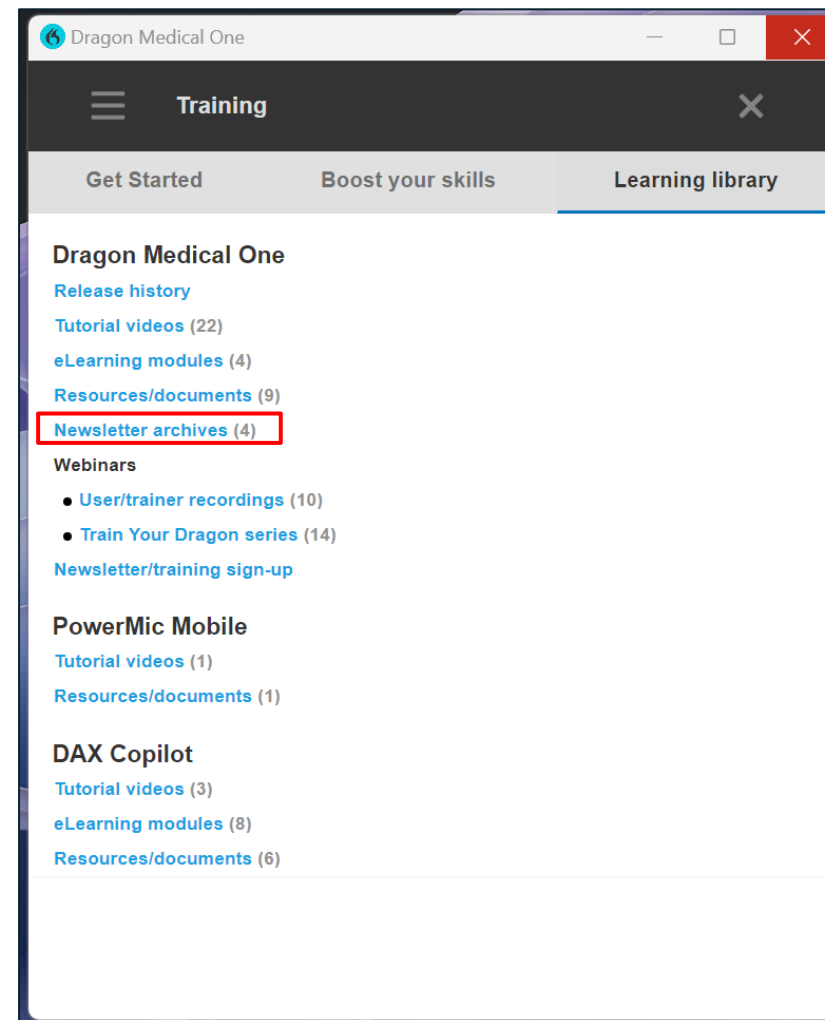 Dragon Medical One
Training
Get Started Boost your skills Learning library
Dragon Medical One
Release history
Tutorial videos (22)
eLearning modules (4)
Resources/documents (9)
Newsletter archives (4)
Webinars
• User/trainer recordings (10)
• Train Your Dragon series (14)
Newsletter/training sign-up
PowerMic Mobile
Tutorial videos (1)
Resources/documents (1)
DAX Copilot
Tutorial videos (3)
eLearning modules (8)
Resources/documents (6)